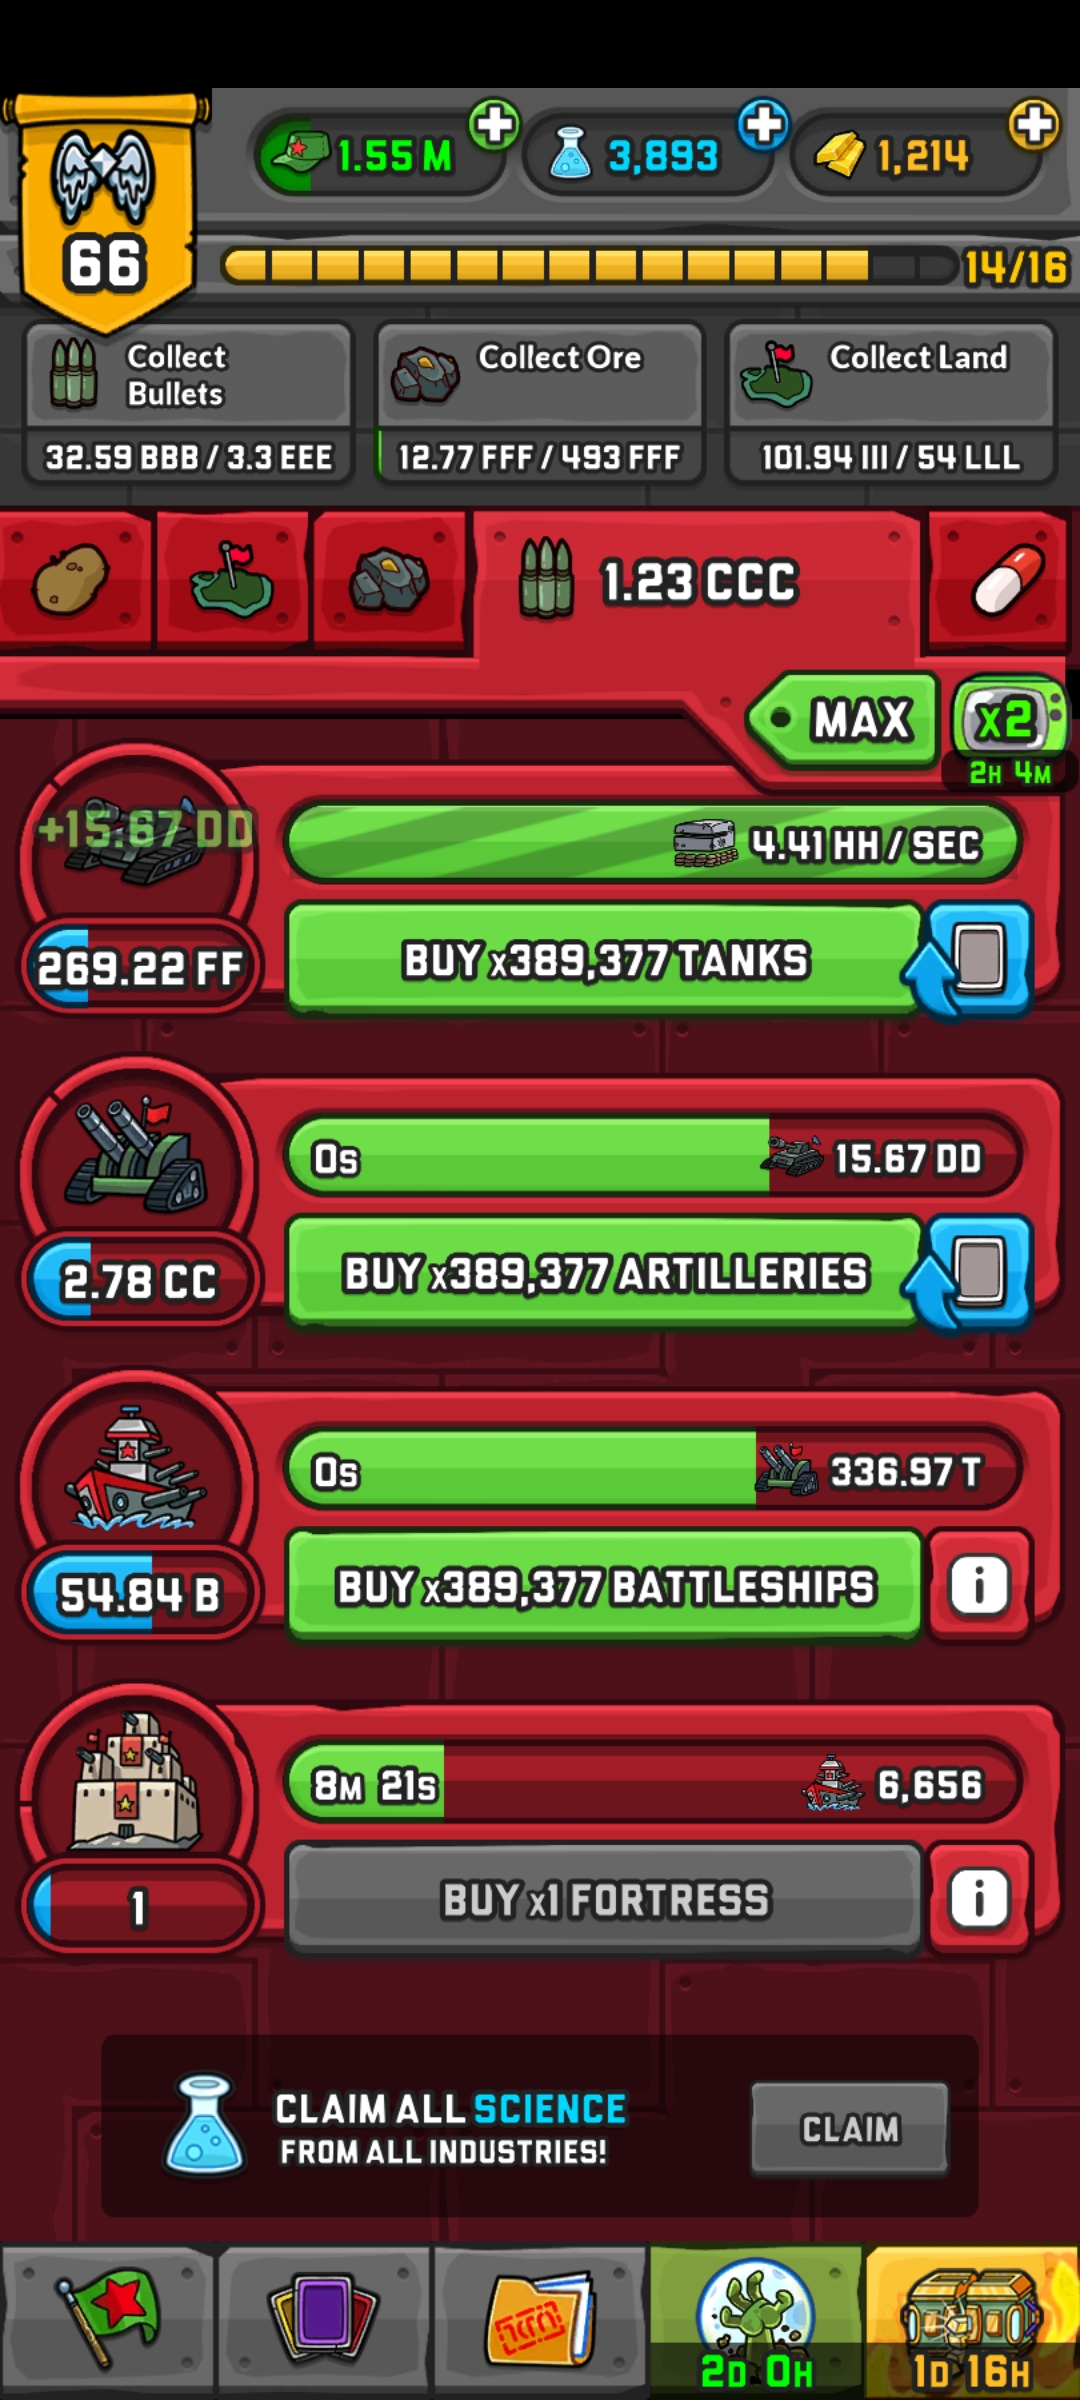 1.55 M
3,893
1,214
66
14/16
Collect
Bullets
Collect Ore
Collect Land
32.59 BBB / 3.3 EEE
12.77 FFF / 493 FFF
101.94 III / 54 LLL
1.23 CCC
MAX
x2
2H 4M
+15.67 DD
4.41 HH / SEC
269.22 FF
BUY x389,377 TANKS
0s
15.67 DD
2.78 CC
BUY x389,377 ARTILLERIES
0s
336.97 T
54.84 B
BUY x389,377 BATTLESHIPS
i
8M 21s
6,656
1
BUY x1 FORTRESS
i
CLAIM ALL SCIENCE
FROM ALL INDUSTRIES!
CLAIM
2D 0H
1D 16H